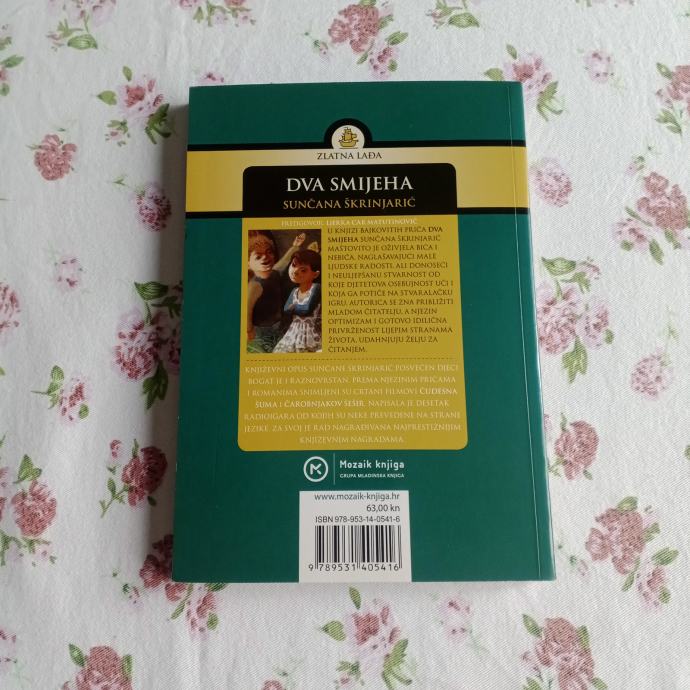 ZLATNA LAĐA
DVA SMIJEHA
SUNČANA ŠKRINJARIĆ
PREDGOVOR: LJERKA CAR MATUTINOVIĆ
U KNJIZI BAJKOVITIH PRIČA DVA
SMIJEHA SUNČANA ŠKRINJARIĆ
MAŠTOVITO JE OŽIVJELA BIĆA I
NEBIĆA, NAGLAŠAVAJUĆI MALE
LJUDSKE RADOSTI, ALI DONOSEĆI
I NEULJEPŠANU STVARNOST OD
KOJE DJETETOVA OSEBUJNOST UČI I
KOJA GA POTIČE NA STVARALAČKU
IGRU. AUTORICA SE ZNA PRIBLIŽITI
MLADOM ČITATELJU, A NJEZIN
OPTIMIZAM I GOTOVO IDILIČNA
PRIVRŽENOST LIJEPIM STRANAMA
ŽIVOTA, UDAHNJUJU ŽELJU ZA
ČITANJEM.
KNJIŽEVNI OPUS SUNČANE ŠKRINJARIĆ POSVEĆEN DJECI
BOGAT JE I RAZNOVRSTAN. PREMA NJEZINIM PRIČAMA
I ROMANIMA SNIMLJENI SU CRTANI FILMOVI ČUDESNA
ŠUMA I ČAROBNJAKOV ŠEŠIR. NAPISALA JE DESETAK
RADIOIGARA OD KOJIH SU NEKE PREVEDENE NA STRANE
JEZIKE. ZA SVOJ JE RAD NAGRAĐIVANA NAJPRESTIŽNIJIM
KNJIŽEVNIM NAGRADAMA.
Mozaik knjiga
GRUPA MLADINSKA KNJIGA
www.mozaik-knjiga.hr
63,00 kn
ISBN 978-953-14-0541-6
9 789531 405416